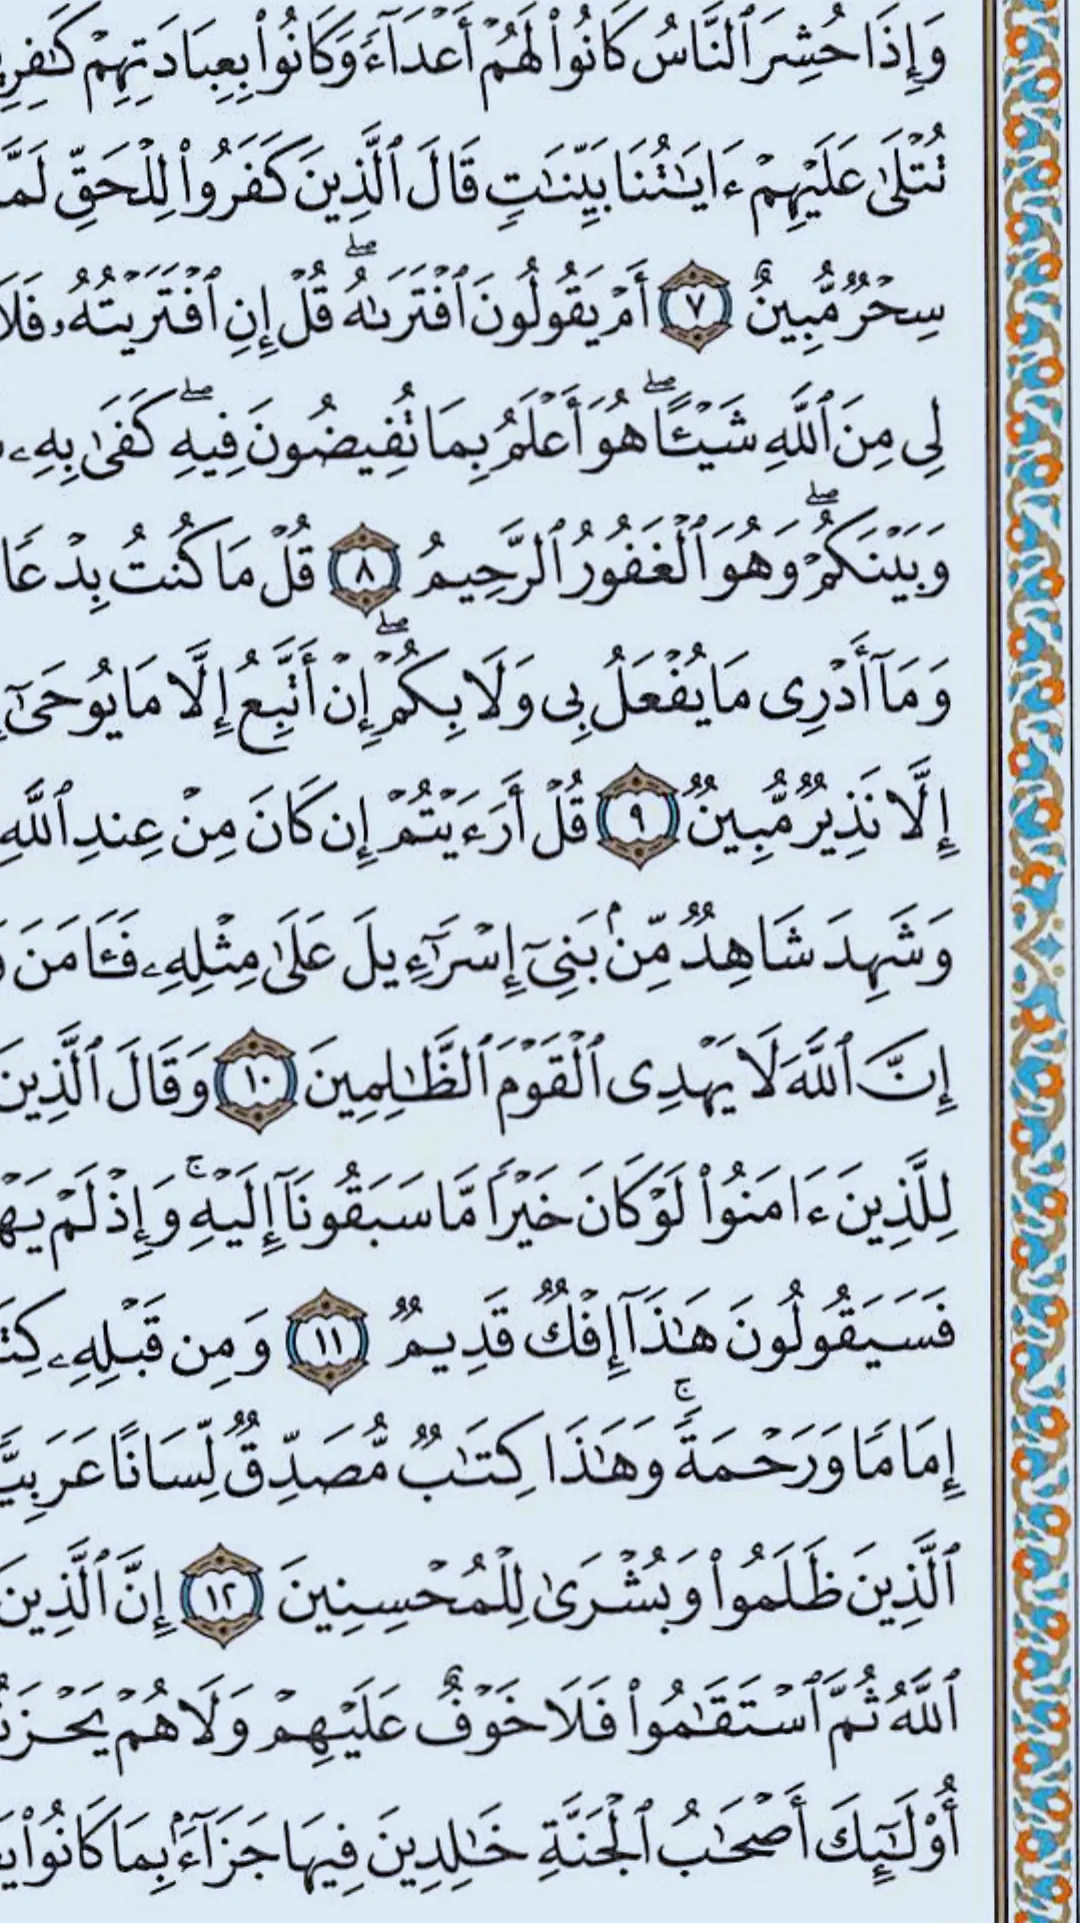 وَإِذَا حُشِرَ ٱلنَّاسُ كَانُوا۟ لَهُمْ أَعْدَآءً وَكَانُوا۟ بِعِبَادَتِهِمْ
تُتْلَىٰ عَلَيْهِمْ ءَايَـٰتُنَا بَيِّنَـٰتٍ قَالَ ٱلَّذِينَ كَفَرُوا۟ لِلْحَقِّ
سِحْرٌ مُّبِينٌ ٧ أَمْ يَقُولُونَ ٱفْتَرَىٰهُ ۖ قُلْ إِنِ ٱفْتَرَيْتُهُۥ فَلَا
لِى مِنَ ٱللَّهِ شَيْـًٔا ۖ هُوَ أَعْلَمُ بِمَا تُفِيضُونَ فِيهِ ۖ كَفَىٰ بِهِۦ
وَبَيْنَكُمْ ۖ وَهُوَ ٱلْغَفُورُ ٱلرَّحِيمُ ٨ قُلْ مَا كُنتُ بِدْعًا
وَمَآ أَدْرِى مَا يُفْعَلُ بِى وَلَا بِكُمْ ۖ إِنْ أَتَّبِعُ إِلَّا مَا يُوحَىٰٓ
إِلَّا نَذِيرٌ مُّبِينٌ ٩ قُلْ أَرَءَيْتُمْ إِن كَانَ مِنْ عِندِ ٱللَّهِ
وَشَهِدَ شَاهِدٌ مِّنۢ بَنِىٓ إِسْرَٰٓءِيلَ عَلَىٰ مِثْلِهِۦ فَـَٔامَنَ
إِنَّ ٱللَّهَ لَا يَهْدِى ٱلْقَوْمَ ٱلظَّـٰلِمِينَ ١٠ وَقَالَ ٱلَّذِينَ
لِلَّذِينَ ءَامَنُوا۟ لَوْ كَانَ خَيْرًا مَّا سَبَقُونَآ إِلَيْهِ ۚ وَإِذْ لَمْ
فَسَيَقُولُونَ هَـٰذَآ إِفْكٌ قَدِيمٌ ١١ وَمِن قَبْلِهِۦ
إِمَامًا وَرَحْمَةً ۚ وَهَـٰذَا كِتَـٰبٌ مُّصَدِّقٌ لِّسَانًا عَرَبِيًّا
ٱلَّذِينَ ظَلَمُوا۟ وَبُشْرَىٰ لِلْمُحْسِنِينَ ١٢ إِنَّ ٱلَّذِينَ
ٱللَّهُ ثُمَّ ٱسْتَقَـٰمُوا۟ فَلَا خَوْفٌ عَلَيْهِمْ وَلَا هُمْ
أُو۟لَـٰٓئِكَ أَصْحَـٰبُ ٱلْجَنَّةِ خَـٰلِدِينَ فِيهَا جَزَآءًۢ بِمَا كَانُوا۟